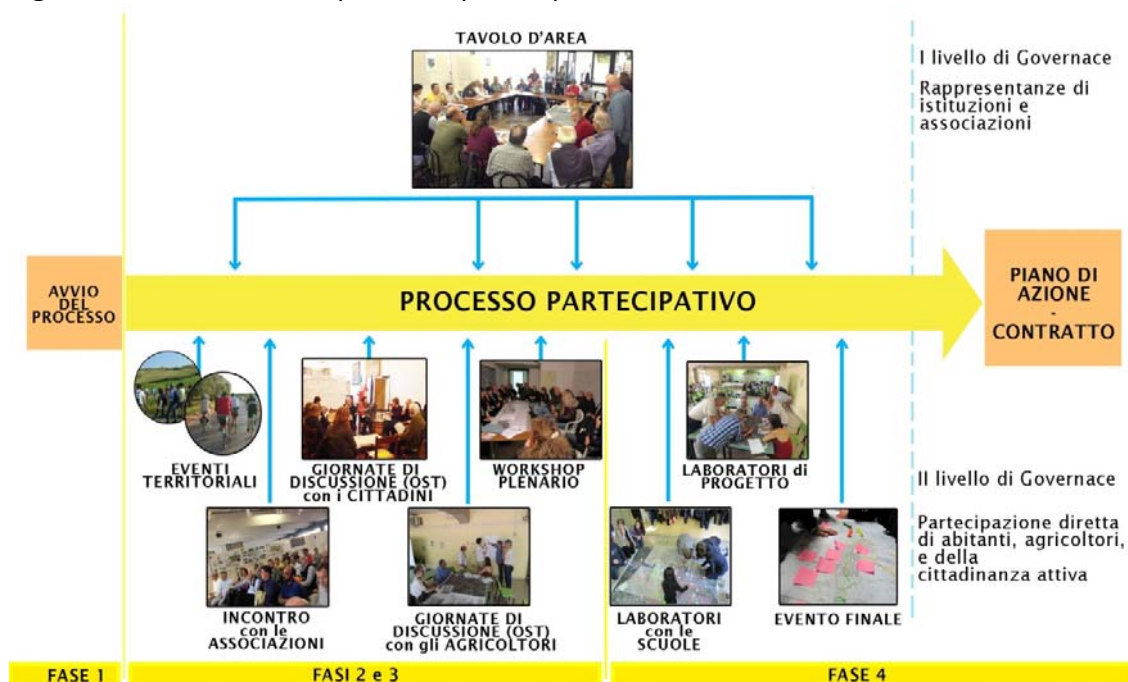 TAVOLO D'AREA
I livello di Governace
Rappresentanze di
istituzioni e
associazioni
AVVIO
DEL
PROCESSO
PROCESSO PARTECIPATIVO
PIANO DI
AZIONE
-
CONTRATTO
EVENTI
TERRITORIALI
GIORNATE DI
DISCUSSIONE (OST)
con i CITTADINI
WORKSHOP
PLENARIO
LABORATORI di
PROGETTO
II livello di Governace
Partecipazione diretta
di abitanti, agricoltori,
e della
cittadinanza attiva
INCONTRO
con le
ASSOCIAZIONI
GIORNATE DI
DISCUSSIONE (OST)
con gli AGRICOLTORI
LABORATORI
con le
SCUOLE
EVENTO FINALE
FASE 1
FASI 2 e 3
FASE 4